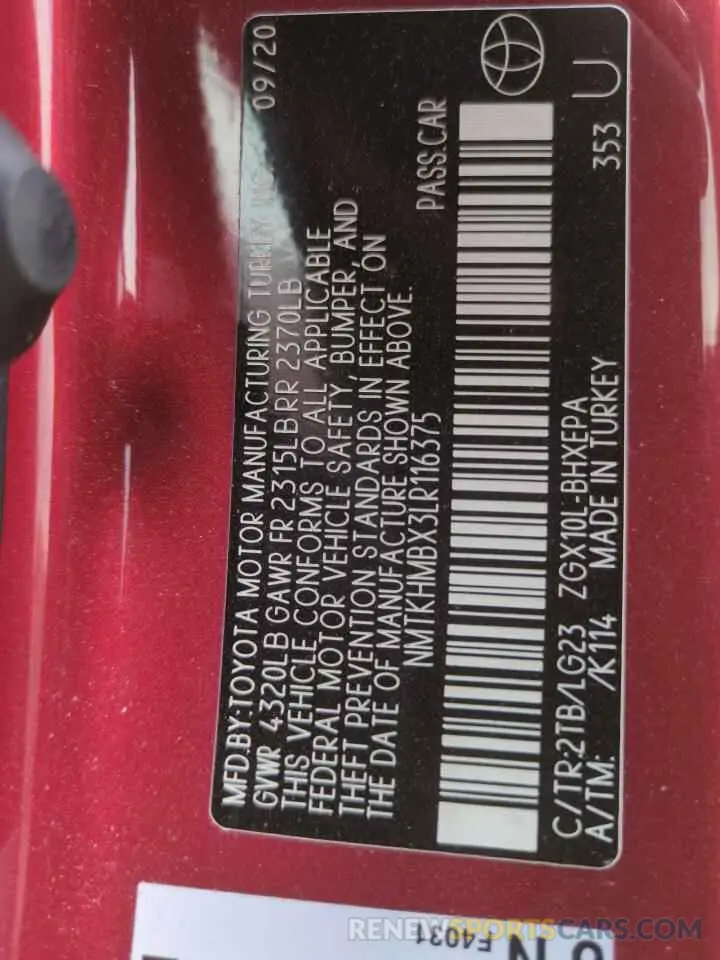 MFD.BY:TOYOTA MOTOR MANUFACTURING TURKEY INC. 09/20
GVWR 4320LB GAWR FR 2315LB RR 2370LB
THIS VEHICLE CONFORMS TO ALL APPLICABLE
FEDERAL MOTOR VEHICLE SAFETY, BUMPER, AND
THEFT PREVENTION STANDARDS IN EFFECT ON
THE DATE OF MANUFACTURE SHOWN ABOVE.
NMTKHMBX3LR116375 PASS.CAR
C/TR:2TB/LG23 ZGX10L-BHXEPA
A/TM: /K114 MADE IN TURKEY 353 U
F4031
N
RENEWSPORTSCARS.COM